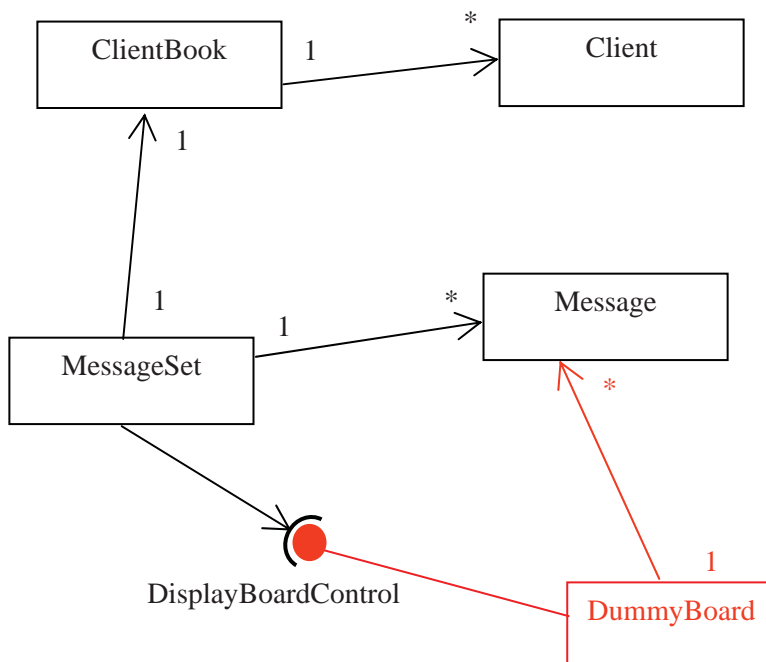 ClientBook
1
*
Client
1
1
1
*
Message
MessageSet
*
DisplayBoardControl
1
DummyBoard